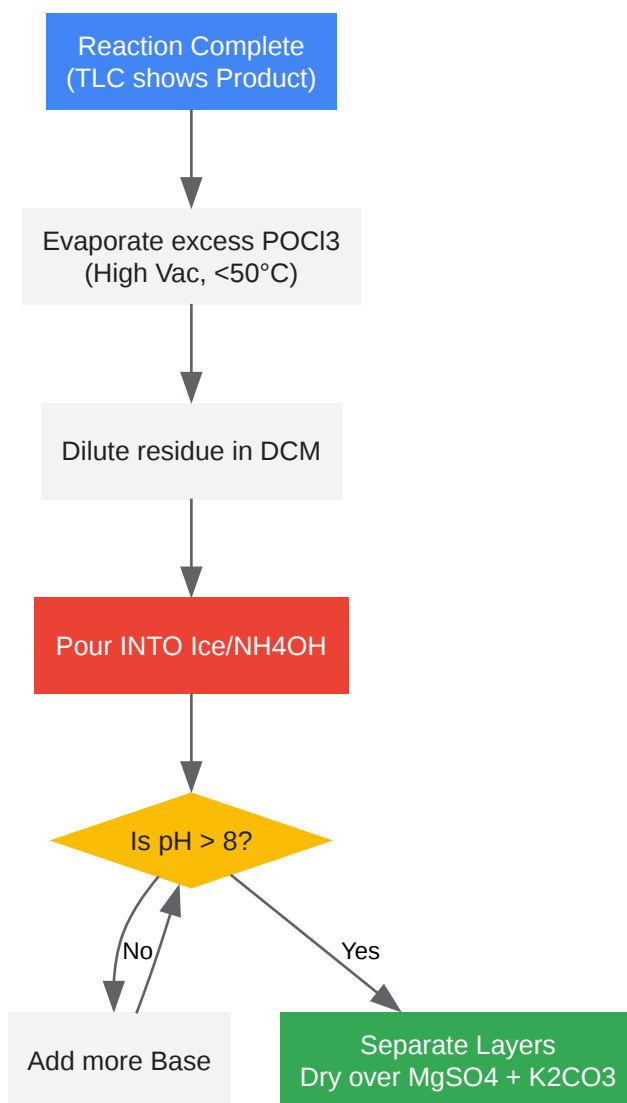 Reaction Complete
(TLC shows Product)
Evaporate excess POCl3
(High Vac, <50°C)
Dilute residue in DCM
Pour INTO Ice/NH4OH
Is pH > 8?
No
Yes
Add more Base
Separate Layers
Dry over MgSO4 + K2CO3